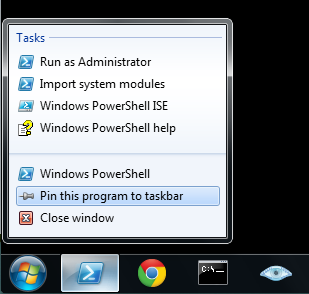 Tasks
Run as Administrator
Import system modules
Windows PowerShell ISE
Windows PowerShell help
Windows PowerShell
Pin this program to taskbar
Close window
C:\.